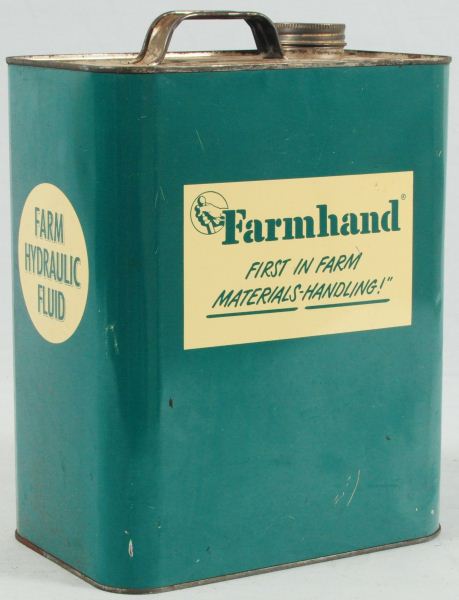 FARM
HYDRAULIC
FLUID
Farmhand®
FIRST IN FARM
MATERIALS-HANDLING!"